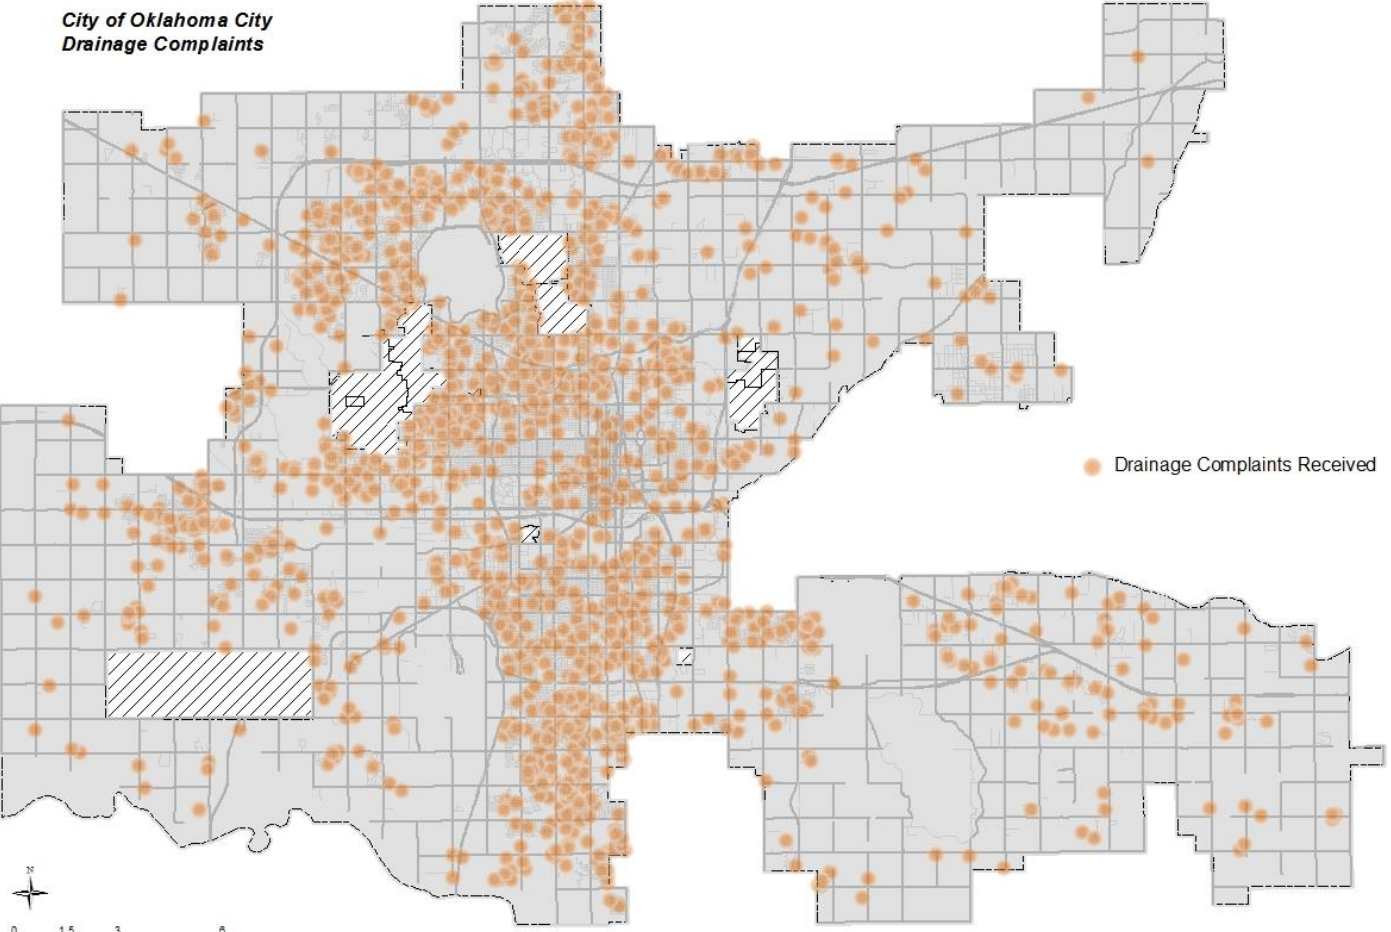 City of Oklahoma City
Drainage Complaints
Drainage Complaints Received
N
0 1.5 3 6